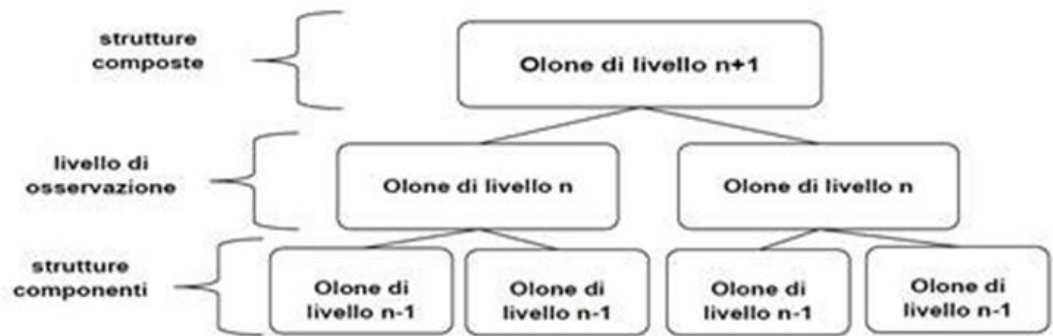 strutture
composte
Olone di livello n+1
livello di
osservazione
Olone di livello n
Olone di livello n
strutture
componenti
Olone di
livello n-1
Olone di
livello n-1
Olone di
livello n-1
Olone di
livello n-1